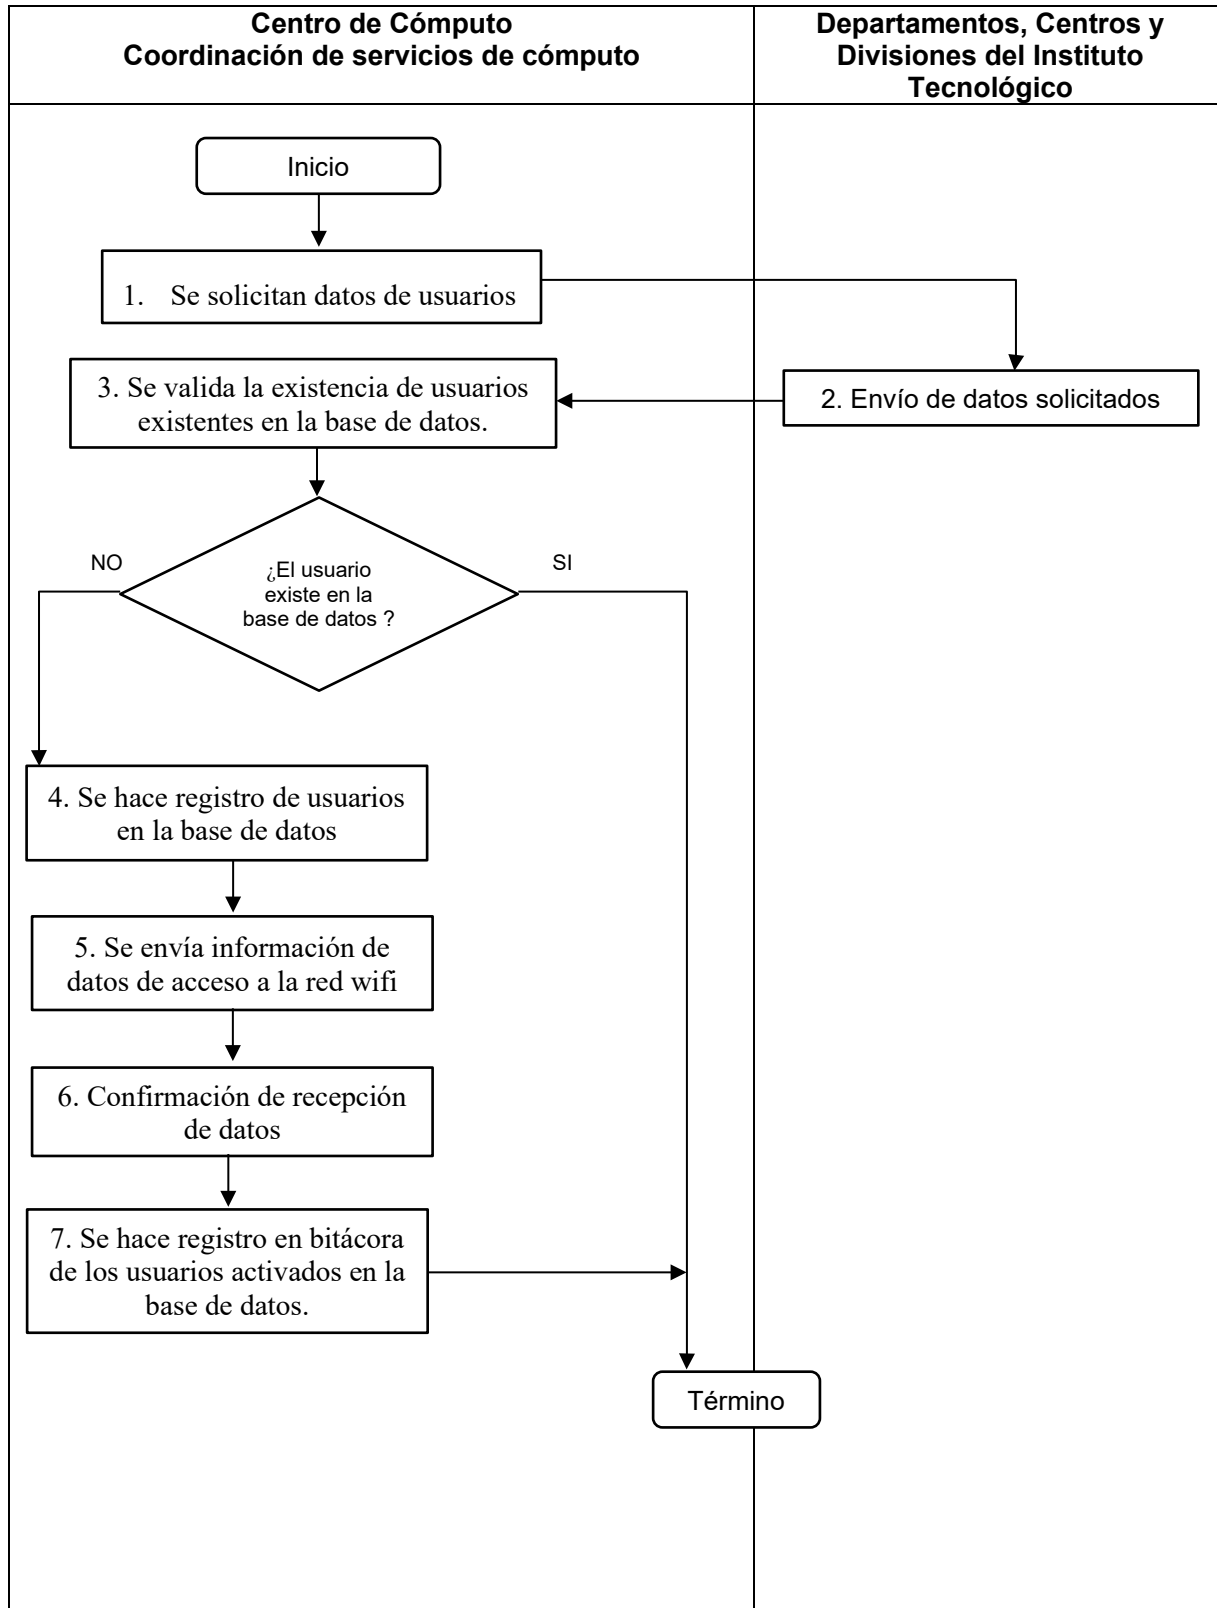 Centro de Cómputo
Coordinación de servicios de cómputo
Departamentos, Centros y
Divisiones del Instituto
Tecnológico
Inicio
1. Se solicitan datos de usuarios
2. Envío de datos solicitados
3. Se valida la existencia de usuarios
existentes en la base de datos.
NO
SI
¿El usuario
existe en la
base de datos ?
4. Se hace registro de usuarios
en la base de datos
5. Se envía información de
datos de acceso a la red wifi
6. Confirmación de recepción
de datos
7. Se hace registro en bitácora
de los usuarios activados en la
base de datos.
Término